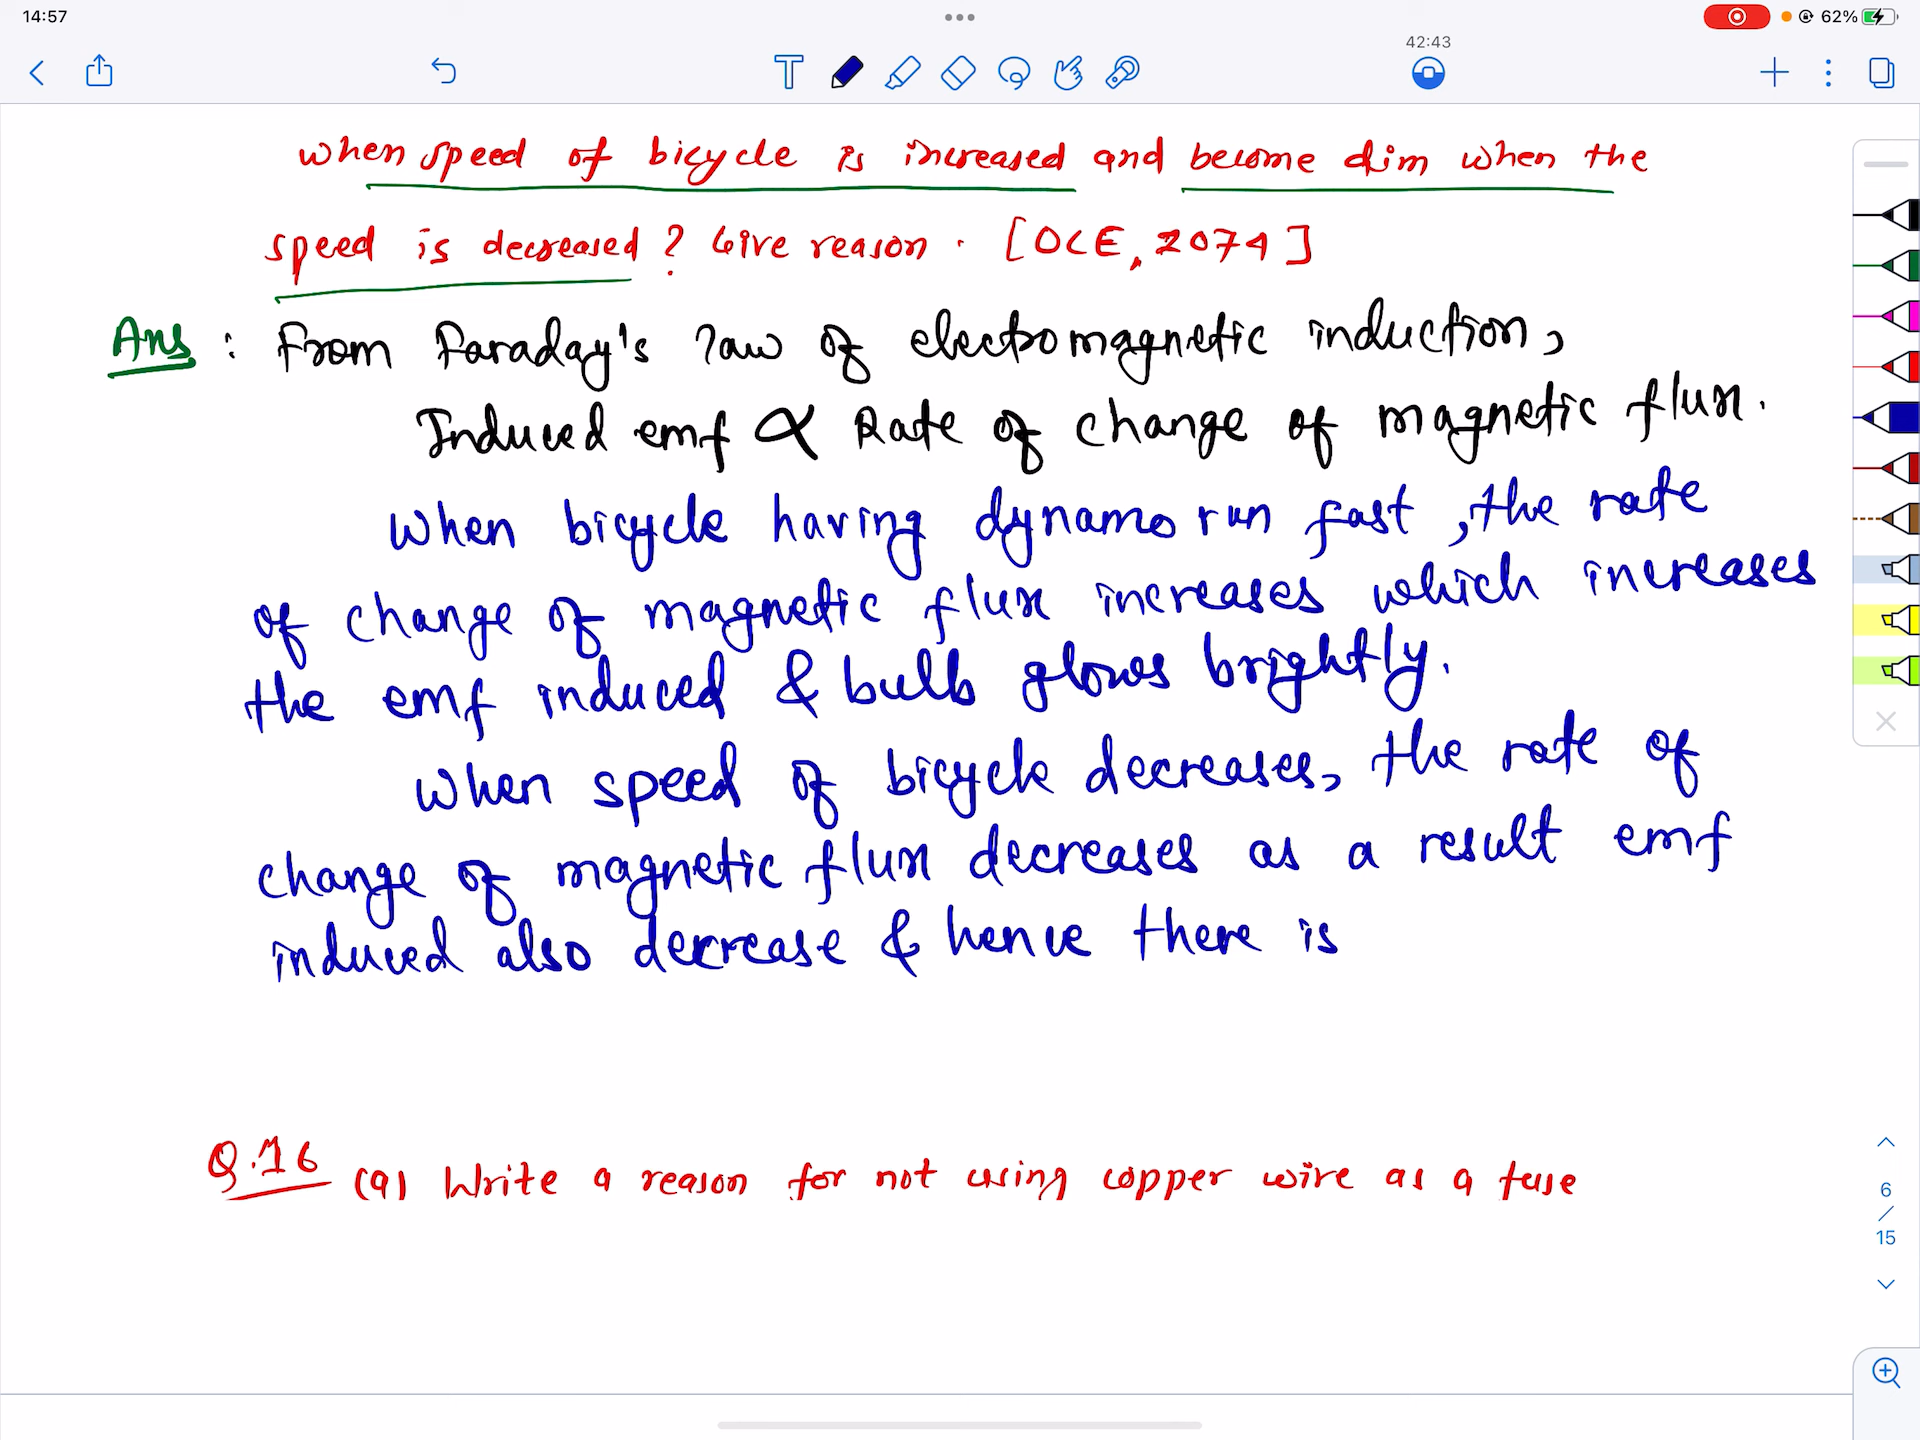 14:57
62%
42:43
when speed of bicycle is increased and become dim when the
speed is decreased ? Give reason . [OLE, 2074]
Ans : From Faraday's law of electromagnetic induction,
Induced emf ∝ Rate of change of magnetic flux.
When bicycle having dynamo run fast, the rate
of change of magnetic flux increases which increases
the emf induced & bulb glows brightly.
When speed of bicycle decreases, the rate of
change of magnetic flux decreases as a result emf
induced also decrease & hence there is
Q.16 (a) Write a reason for not using copper wire as a fuse
6
/
15